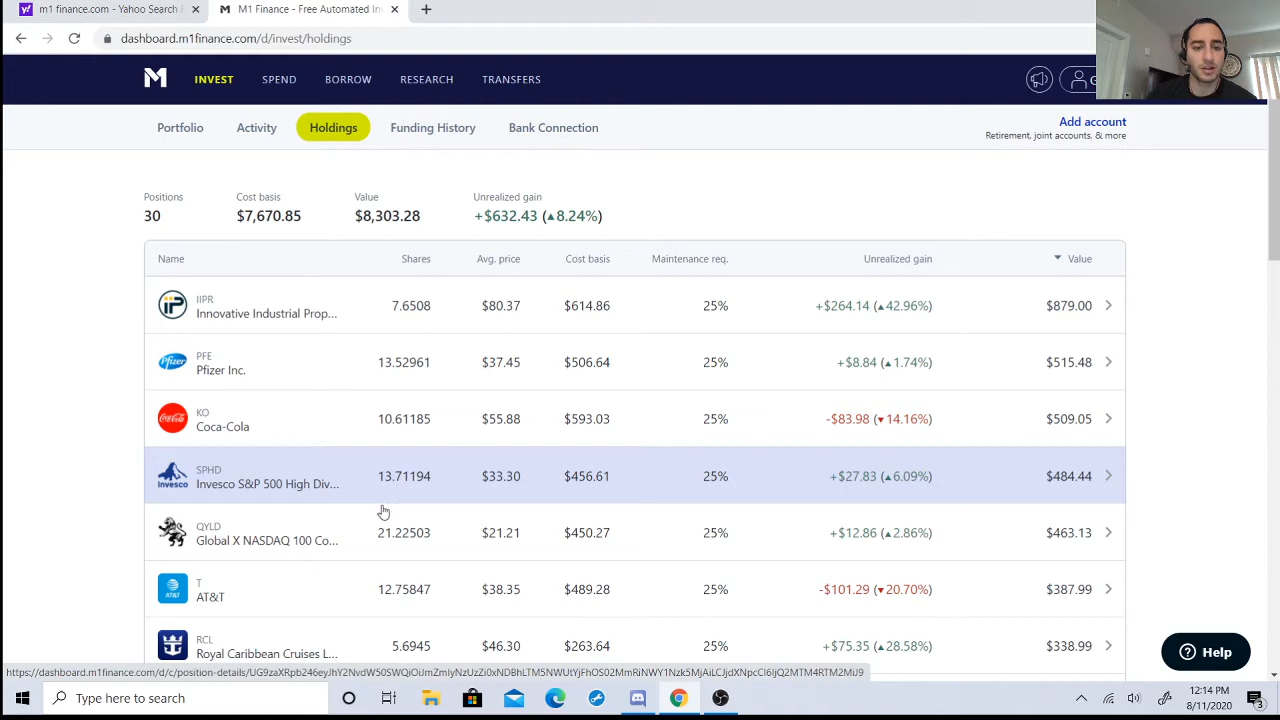 m1 finance.com - Yahoo Search
M1 Finance - Free Automated In
dashboard.m1finance.com/d/invest/holdings
INVEST SPEND BORROW RESEARCH TRANSFERS
Portfolio Activity Holdings Funding History Bank Connection
Add account
Retirement, joint accounts, & more
Positions Cost basis Value Unrealized gain
30 $7,670.85 $8,303.28 +$632.43 (▲8.24%)
Name Shares Avg. price Cost basis Maintenance req. Unrealized gain ▼ Value
IIPR
Innovative Industrial Prop... 7.6508 $80.37 $614.86 25% +$264.14 (▲42.96%) $879.00
PFE
Pfizer Inc. 13.52961 $37.45 $506.64 25% +$8.84 (▲1.74%) $515.48
Coca-Cola
KO
Coca-Cola 10.61185 $55.88 $593.03 25% -$83.98 (▼14.16%) $509.05
SPHD
Invesco
Invesco S&P 500 High Div... 13.71194 $33.30 $456.61 25% +$27.83 (▲6.09%) $484.44
QYLD
Global X NASDAQ 100 Co... 21.22503 $21.21 $450.27 25% +$12.86 (▲2.86%) $463.13
T
AT&T
AT&T 12.75847 $38.35 $489.28 25% -$101.29 (▼20.70%) $387.99
RCL
Royal Caribbean Cruises L... 5.6945 $46.30 $263.64 25% +$75.35 (▲28.58%) $338.99
Help
Type here to search
12:14 PM
8/11/2020
3